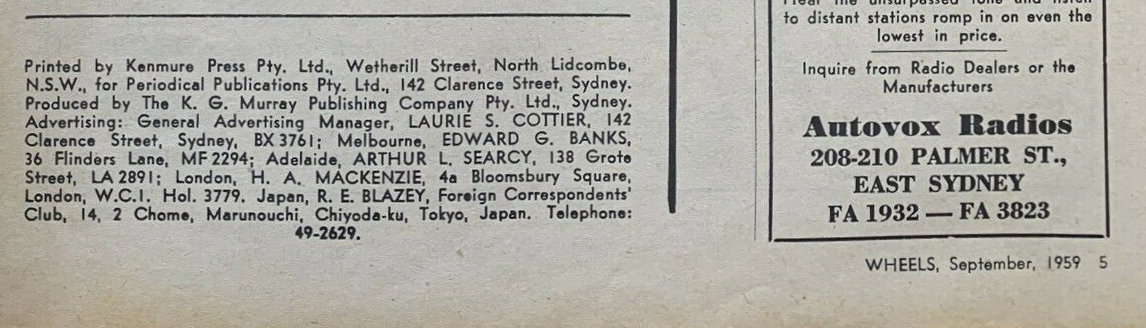 Printed by Kenmure Press Pty. Ltd., Wetherill Street, North Lidcombe,
N.S.W., for Periodical Publications Pty. Ltd., 142 Clarence Street, Sydney.
Produced by The K. G. Murray Publishing Company Pty. Ltd., Sydney.
Advertising: General Advertising Manager, LAURIE S. COTTIER, 142
Clarence Street, Sydney, BX 3761; Melbourne, EDWARD G. BANKS,
36 Flinders Lane, MF 2294; Adelaide, ARTHUR L. SEARCY, 138 Grote
Street, LA 2891; London, H. A. MACKENZIE, 4a Bloomsbury Square,
London, W.C.I. Hol. 3779. Japan, R. E. BLAZEY, Foreign Correspondents'
Club, 14, 2 Chome, Marunouchi, Chiyoda-ku, Tokyo, Japan. Telephone:
49-2629.
to distant stations romp in on even the
lowest in price.
Inquire from Radio Dealers or the
Manufacturers
Autovox Radios
208-210 PALMER ST.,
EAST SYDNEY
FA 1932 — FA 3823
WHEELS, September, 1959 5